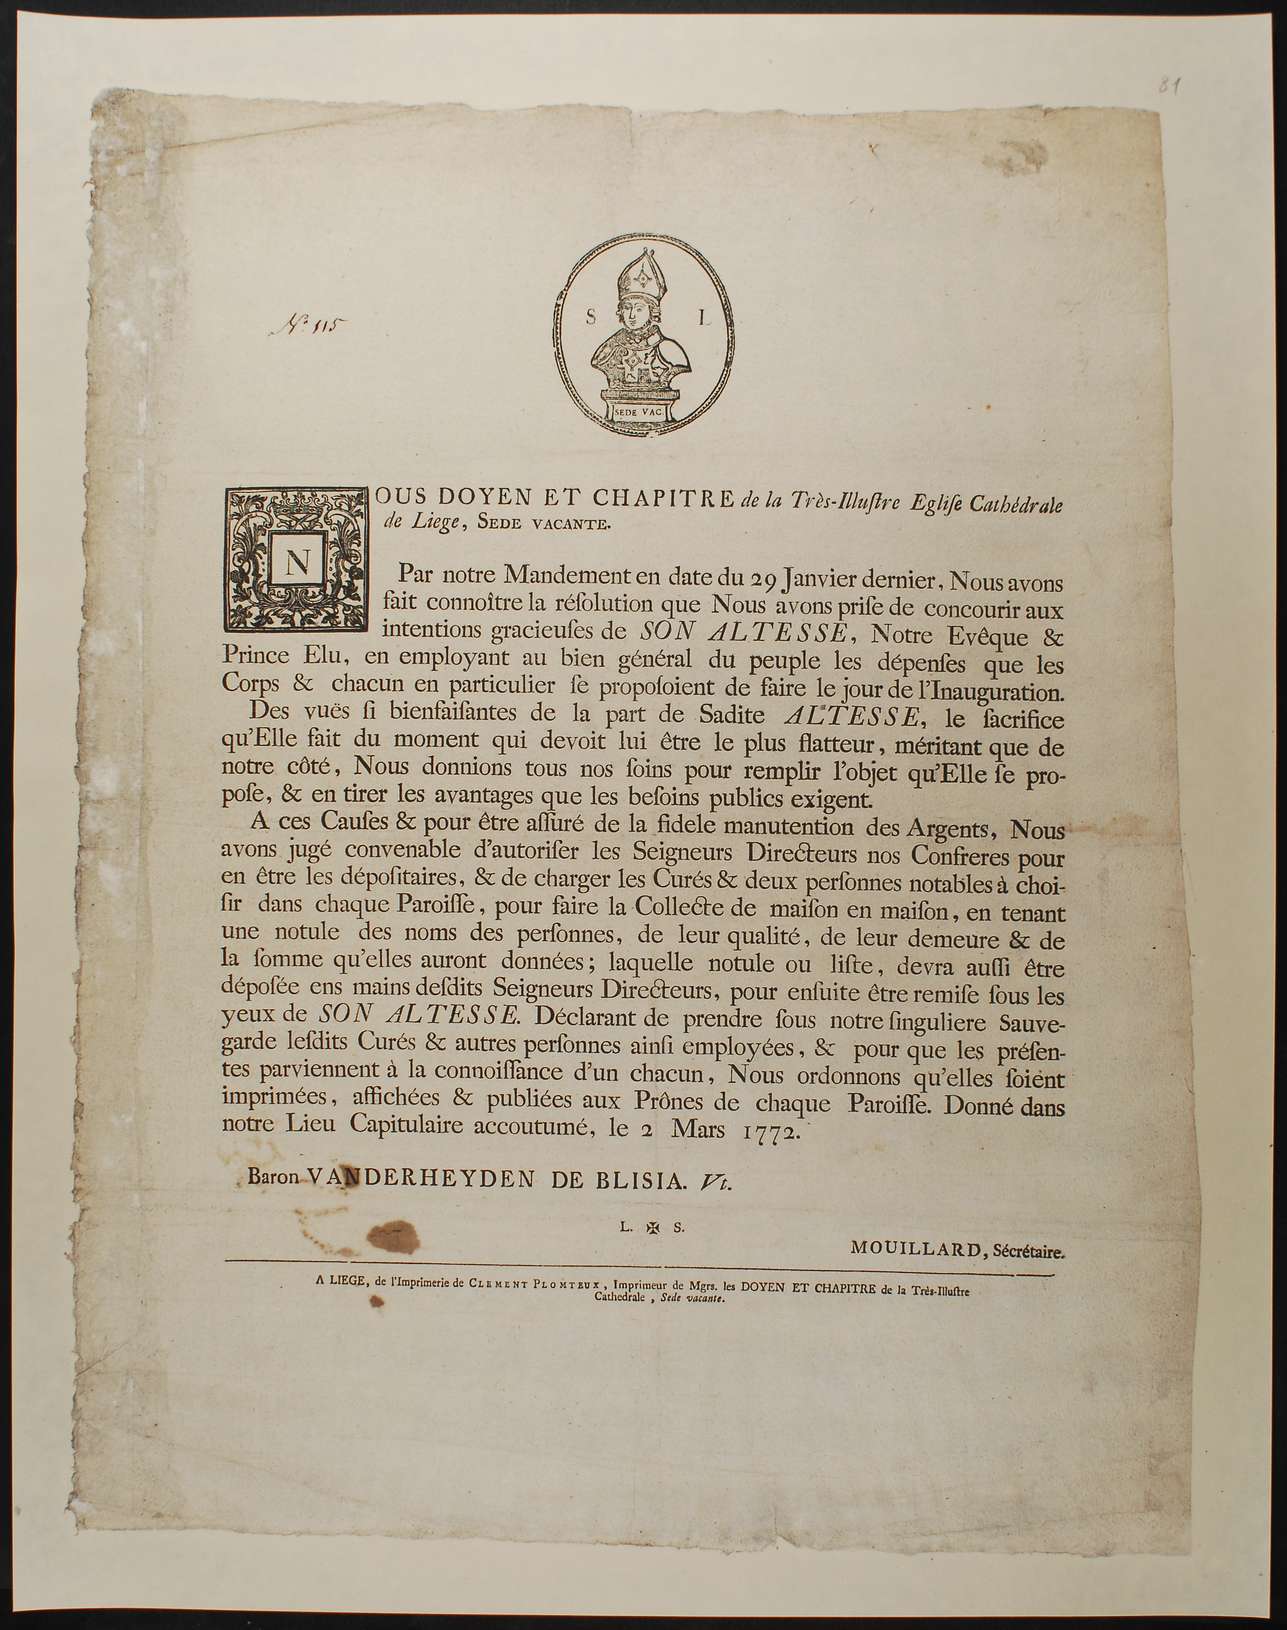 81
Nº 115
S L
SEDE VAC
NOUS DOYEN ET CHAPITRE de la Très-Illuſtre Egliſe Cathédrale
de Liege, SEDE VACANTE.
Par notre Mandement en date du 29 Janvier dernier, Nous avons
fait connoître la réſolution que Nous avons priſe de concourir aux
intentions gracieuſes de SON ALTESSE, Notre Evêque &
Prince Elu, en employant au bien général du peuple les dépenſes que les
Corps & chacun en particulier ſe propoſoient de faire le jour de l'Inauguration.
Des vuës ſi bienfaiſantes de la part de Sadite ALTESSE, le ſacrifice
qu'Elle fait du moment qui devoit lui être le plus flatteur, méritant que de
notre côté, Nous donnions tous nos ſoins pour remplir l'objet qu'Elle ſe pro-
poſe, & en tirer les avantages que les beſoins publics exigent.
A ces Cauſes & pour être aſſuré de la fidele manutention des Argents, Nous
avons jugé convenable d'autoriſer les Seigneurs Directeurs nos Confreres pour
en être les dépoſitaires, & de charger les Curés & deux perſonnes notables à choi-
ſir dans chaque Paroiſſe, pour faire la Collecte de maiſon en maiſon, en tenant
une notule des noms des perſonnes, de leur qualité, de leur demeure & de
la ſomme qu'elles auront données; laquelle notule ou liſte, devra auſſi être
dépoſée ens mains deſdits Seigneurs Directeurs, pour enſuite être remiſe ſous les
yeux de SON ALTESSE. Déclarant de prendre ſous notre ſinguliere Sauve-
garde leſdits Curés & autres perſonnes ainſi employées, & pour que les préſen-
tes parviennent à la connoiſſance d'un chacun, Nous ordonnons qu'elles ſoient
imprimées, affichées & publiées aux Prônes de chaque Paroiſſe. Donné dans
notre Lieu Capitulaire accoutumé, le 2 Mars 1772.
Baron VANDERHEYDEN DE BLISIA. Vt.
L. ✠ S.
MOUILLARD, Sécrétaire.
A LIEGE, de l'Imprimerie de CLEMENT PLOMTEUX, Imprimeur de Mgrs. les DOYEN ET CHAPITRE de la Très-Illuſtre
Cathedrale, Sede vacante.